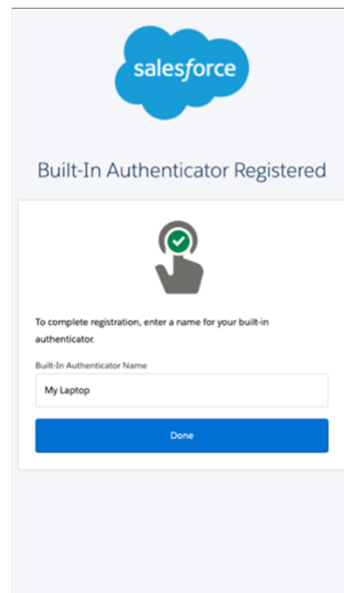 salesforce
Built-In Authenticator Registered
To complete registration, enter a name for your built-in
authenticator.
Built-In Authenticator Name
My Laptop
Done